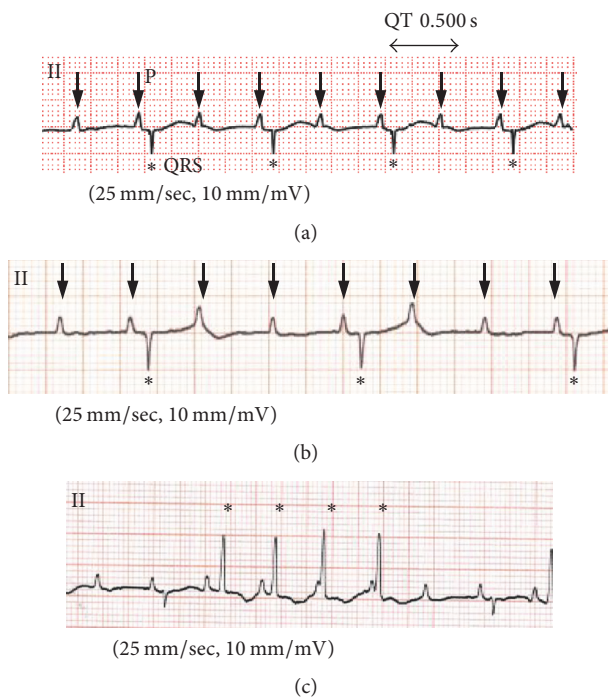 QT 0.500 s
II
P
* QRS * * *
(25 mm/sec, 10 mm/mV)
(a)
II
* * *
(25 mm/sec, 10 mm/mV)
(b)
II
* * * *
(25 mm/sec, 10 mm/mV)
(c)